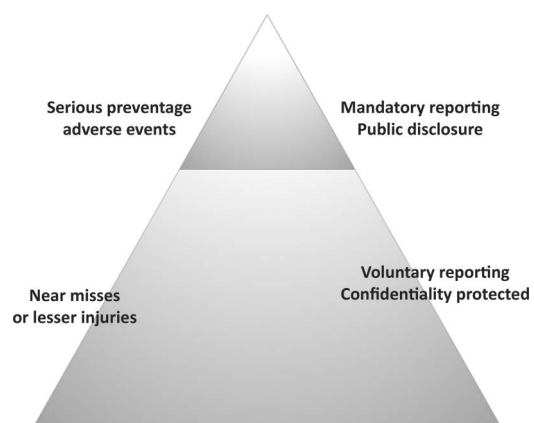 Serious preventage
adverse events
Mandatory reporting
Public disclosure
Near misses
or lesser injuries
Voluntary reporting
Confidentiality protected